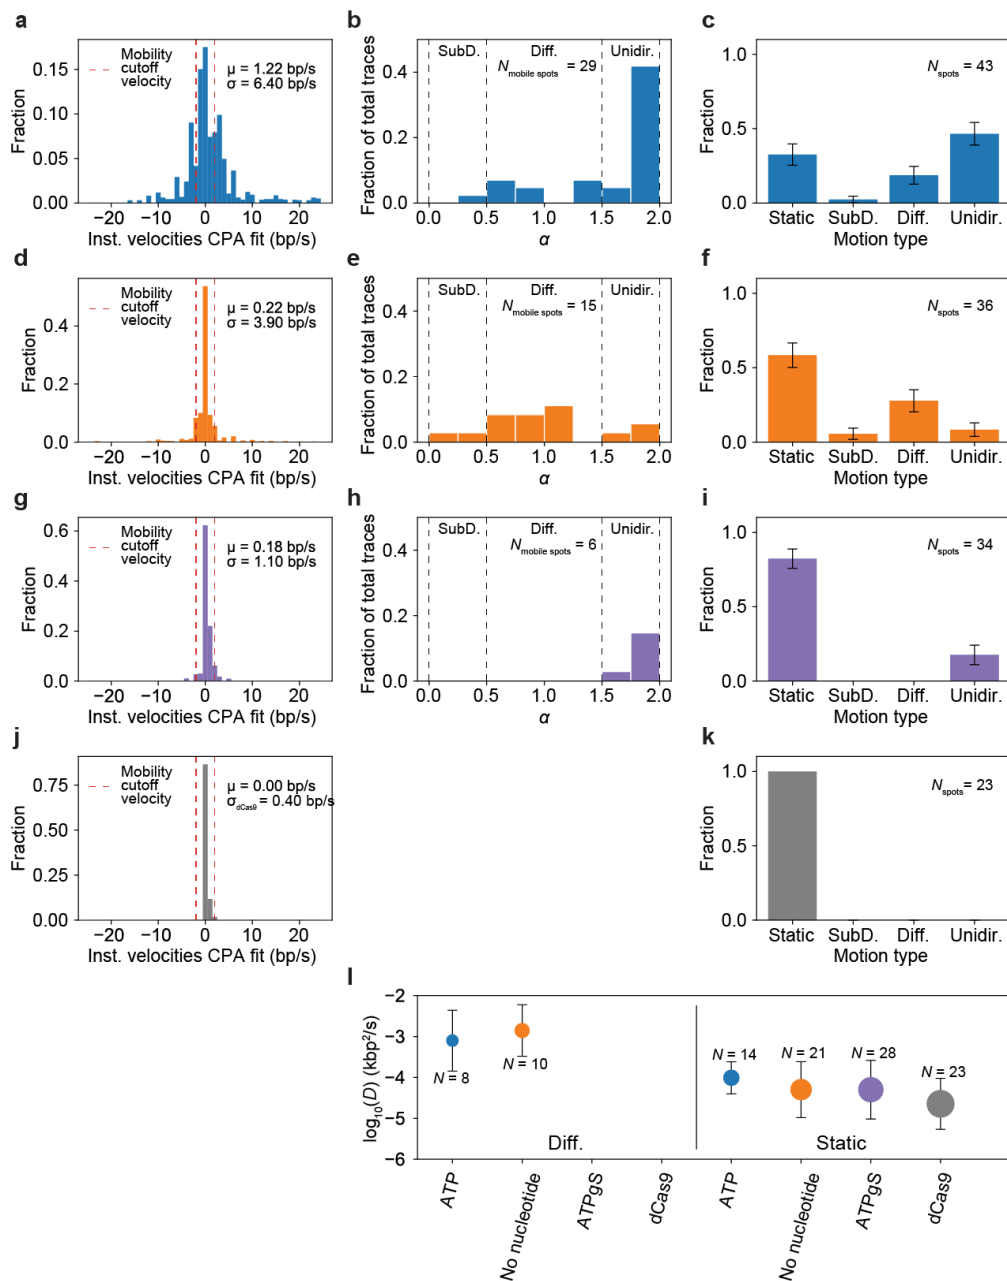 a
Mobility
cutoff
velocity
μ = 1.22 bp/s
σ = 6.40 bp/s
0.15
0.10
0.05
0.00
Fraction
−20 −10 0 10 20
Inst. velocities CPA fit (bp/s)
b
SubD. Diff. Unidir.
Nmobile spots = 29
0.4
0.2
0.0
Fraction of total traces
0.0 0.5 1.0 1.5 2.0
α
c
Nspots = 43
1.0
0.5
0.0
Fraction
Static SubD. Diff. Unidir.
Motion type
d
Mobility
cutoff
velocity
μ = 0.22 bp/s
σ = 3.90 bp/s
0.4
0.2
0.0
Fraction
−20 −10 0 10 20
Inst. velocities CPA fit (bp/s)
e
SubD. Diff. Unidir.
Nmobile spots = 15
0.4
0.2
0.0
Fraction of total traces
0.0 0.5 1.0 1.5 2.0
α
f
Nspots = 36
1.0
0.5
0.0
Fraction
Static SubD. Diff. Unidir.
Motion type
g
Mobility
cutoff
velocity
μ = 0.18 bp/s
σ = 1.10 bp/s
0.6
0.4
0.2
0.0
Fraction
−20 −10 0 10 20
Inst. velocities CPA fit (bp/s)
h
SubD. Diff. Unidir.
Nmobile spots = 6
0.4
0.2
0.0
Fraction of total traces
0.0 0.5 1.0 1.5 2.0
α
i
Nspots = 34
1.0
0.5
0.0
Fraction
Static SubD. Diff. Unidir.
Motion type
j
Mobility
cutoff
velocity
μ = 0.00 bp/s
σdCas9 = 0.40 bp/s
0.75
0.50
0.25
0.00
Fraction
−20 −10 0 10 20
Inst. velocities CPA fit (bp/s)
k
Nspots = 23
1.0
0.5
0.0
Fraction
Static SubD. Diff. Unidir.
Motion type
l
−2
−3
−4
−5
−6
log10(D) (kbp²/s)
N = 8
N = 10
N = 14
N = 21
N = 28
N = 23
Diff. Static
ATP
No nucleotide
ATPgS
dCas9
ATP
No nucleotide
ATPgS
dCas9